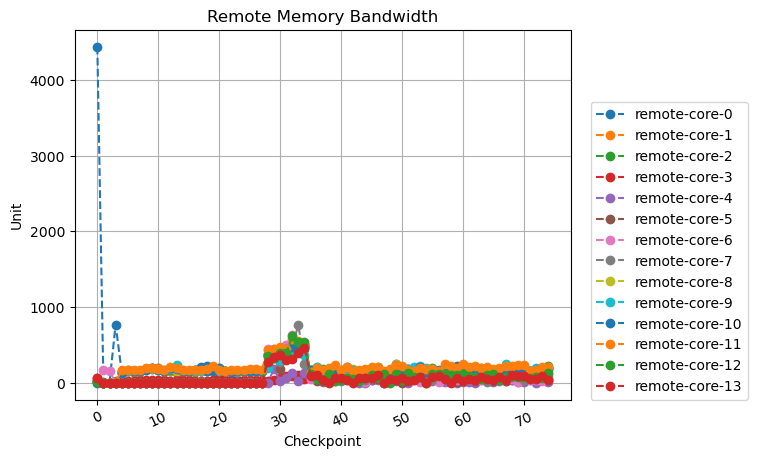 Remote Memory Bandwidth
Unit
4000
3000
2000
1000
0
0 10 20 30 40 50 60 70
Checkpoint
remote-core-0
remote-core-1
remote-core-2
remote-core-3
remote-core-4
remote-core-5
remote-core-6
remote-core-7
remote-core-8
remote-core-9
remote-core-10
remote-core-11
remote-core-12
remote-core-13